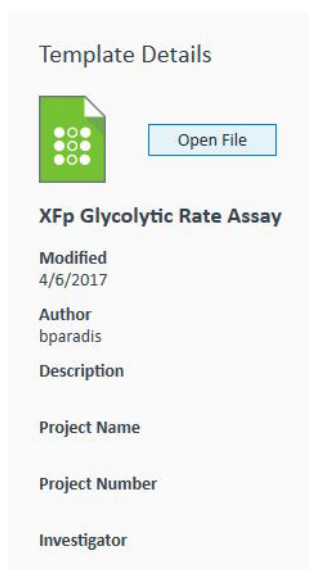 Template Details
Open File
XFp Glycolytic Rate Assay
Modified
4/6/2017
Author
bparadis
Description
Project Name
Project Number
Investigator